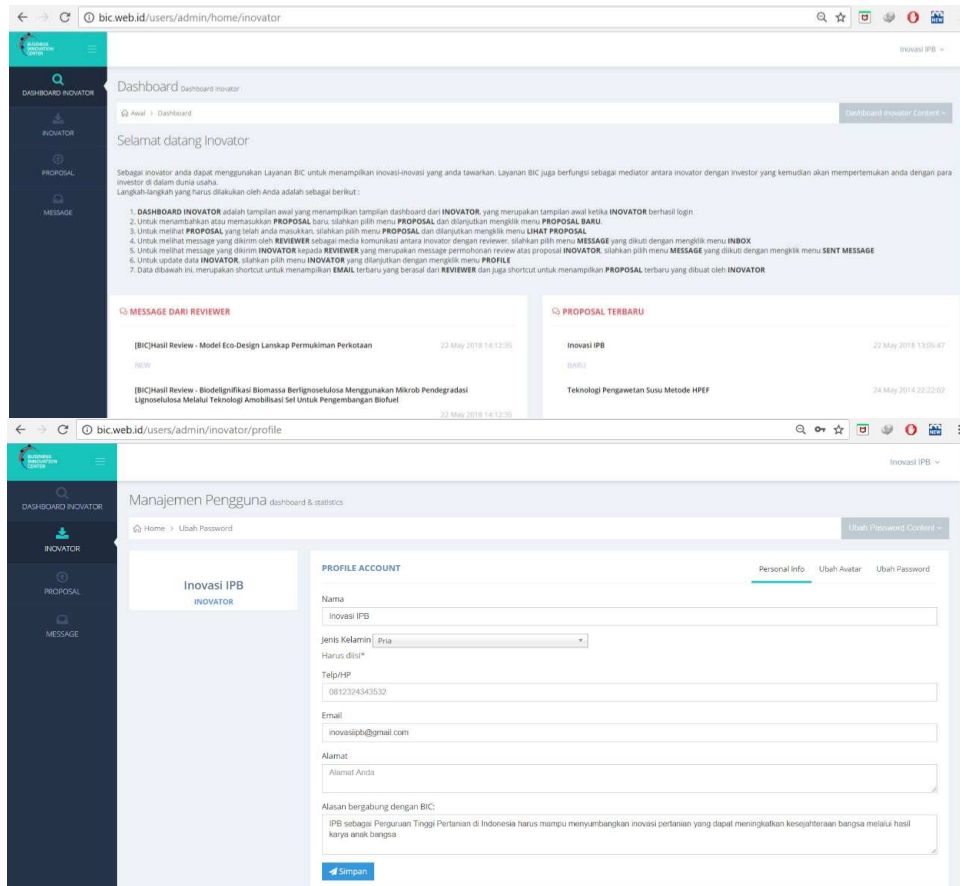 bic.web.id/users/admin/home/inovator
BUSINESS
INNOVATION
CENTER
Inovasi IPB
DASHBOARD INOVATOR
INOVATOR
PROPOSAL
MESSAGE
Dashboard Dashboard Inovator
Awal > Dashboard
Dashboard Inovator Content
Selamat datang Inovator
Sebagai inovator anda dapat menggunakan Layanan BIC untuk menampilkan inovasi-inovasi yang anda tawarkan. Layanan BIC juga berfungsi sebagai mediator antara inovator dengan investor yang kemudian akan mempertemukan anda dengan para
investor di dalam dunia usaha.
Langkah-langkah yang harus dilakukan oleh Anda adalah sebagai berikut :
1. DASHBOARD INOVATOR adalah tampilan awal yang menampilkan tampilan dashboard dari INOVATOR, yang merupakan tampilan awal ketika INOVATOR berhasil login
2. Untuk menambahkan atau memasukkan PROPOSAL baru, silahkan pilih menu PROPOSAL dan dilanjutkan mengklik menu PROPOSAL BARU.
3. Untuk melihat PROPOSAL yang telah anda masukkan, silahkan pilih menu PROPOSAL dan dilanjutkan mengklik menu LIHAT PROPOSAL
4. Untuk melihat message yang dikirim oleh REVIEWER sebagai media komunikasi antara inovator dengan reviewer, silahkan pilih menu MESSAGE yang dikuti dengan mengklik menu INBOX
5. Untuk melihat message yang dikirim INOVATOR kepada REVIEWER yang merupakan message permohonan review atas proposal INOVATOR, silahkan pilih menu MESSAGE yang diikuti dengan mengklik menu SENT MESSAGE
6. Untuk update data INOVATOR, silahkan pilih menu INOVATOR yang dilanjutkan dengan mengklik menu PROFILE
7. Data dibawah ini, merupakan shortcut untuk menampilkan EMAIL terbaru yang berasal dari REVIEWER dan juga shortcut untuk menampilkan PROPOSAL terbaru yang dibuat oleh INOVATOR
MESSAGE DARI REVIEWER
[BIC]Hasil Review - Model Eco-Design Lanskap Permukiman Perkotaan 22 May 2018 14:12:35
NEW
[BIC]Hasil Review - Biodelignifikasi Biomassa Berlignoselulosa Menggunakan Mikrob Pendegradasi
Lignoselulosa Melalui Teknologi Amobilisasi Sel Untuk Pengembangan Biofuel
22 May 2018 14:12:35
PROPOSAL TERBARU
Inovasi IPB 22 May 2018 13:05:47
BARU
Teknologi Pengawetan Susu Metode HPEF 24 May 2014 22:22:02
bic.web.id/users/admin/inovator/profile
BUSINESS
INNOVATION
CENTER
Inovasi IPB
DASHBOARD INOVATOR
INOVATOR
PROPOSAL
MESSAGE
Manajemen Pengguna dashboard & statistics
Home > Ubah Password
Ubah Password Content
Inovasi IPB
INOVATOR
PROFILE ACCOUNT
Personal Info Ubah Avatar Ubah Password
Nama
Inovasi IPB
Jenis Kelamin Pria
Harus diisi*
Telp/HP
0812324343532
Email
inovasiipb@gmail.com
Alamat
Alamat Anda
Alasan bergabung dengan BIC:
IPB sebagai Perguruan Tinggi Pertanian di Indonesia harus mampu menyumbangkan inovasi pertanian yang dapat meningkatkan kesejahteraan bangsa melalui hasil
karya anak bangsa
Simpan